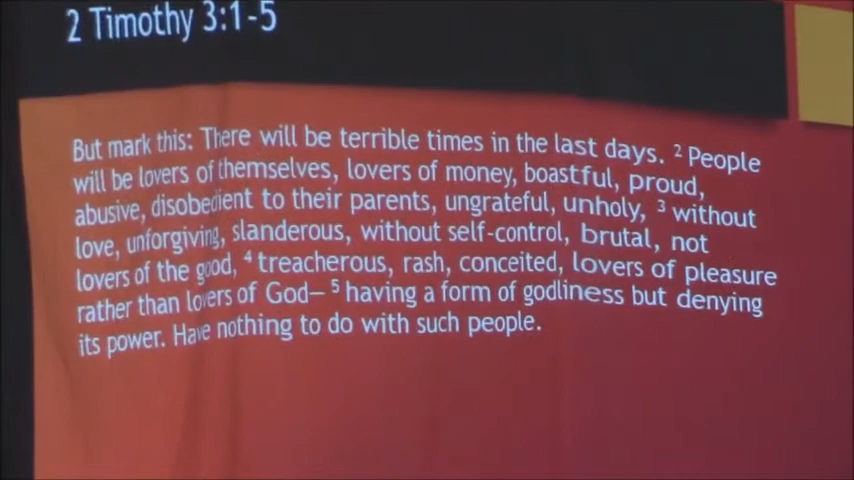 2 Timothy 3:1-5
But mark this: There will be terrible times in the last days. ² People
will be lovers of themselves, lovers of money, boastful, proud,
abusive, disobedient to their parents, ungrateful, unholy, ³ without
love, unforgiving, slanderous, without self-control, brutal, not
lovers of the good, ⁴ treacherous, rash, conceited, lovers of pleasure
rather than lovers of God— ⁵ having a form of godliness but denying
its power. Have nothing to do with such people.